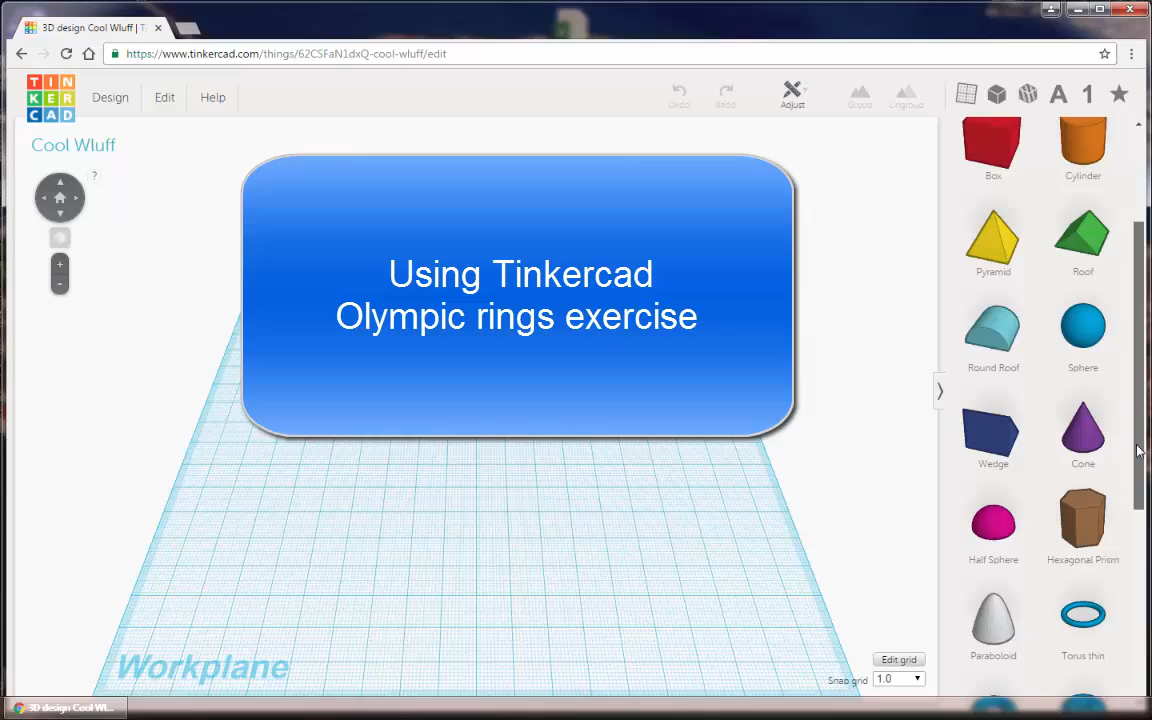 3D design Cool Wluff | T
https://www.tinkercad.com/things/62CSFaN1dxQ-cool-wluff/edit
TIN
KER
CAD
Design
Edit
Help
Undo
Redo
Adjust
Group
Ungroup
A
1
Cool Wluff
?
+
-
Using Tinkercad
Olympic rings exercise
Box
Cylinder
Pyramid
Roof
Round Roof
Sphere
Wedge
Cone
Half Sphere
Hexagonal Prism
Paraboloid
Torus thin
Workplane
Edit grid
Snap grid
1.0
3D design Cool Wl...